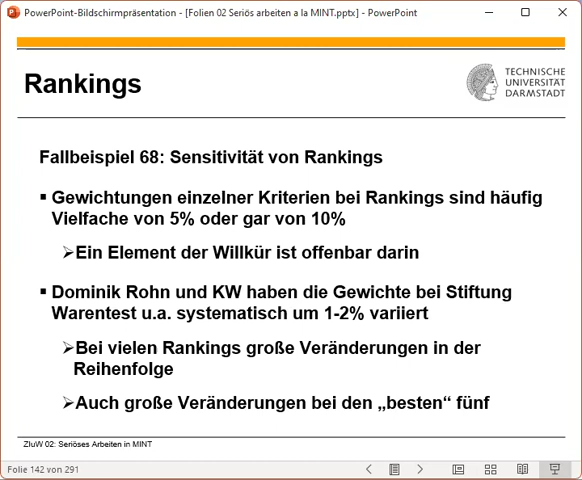 PowerPoint-Bildschirmpräsentation - [Folien 02 Seriös arbeiten a la MINT.pptx] - PowerPoint
Rankings
TECHNISCHE
UNIVERSITÄT
DARMSTADT
Fallbeispiel 68: Sensitivität von Rankings
▪ Gewichtungen einzelner Kriterien bei Rankings sind häufig
Vielfache von 5% oder gar von 10%
➢Ein Element der Willkür ist offenbar darin
▪ Dominik Rohn und KW haben die Gewichte bei Stiftung
Warentest u.a. systematisch um 1-2% variiert
➢Bei vielen Rankings große Veränderungen in der
Reihenfolge
➢Auch große Veränderungen bei den „besten“ fünf
ZIuW 02: Seriöses Arbeiten in MINT
Folie 142 von 291